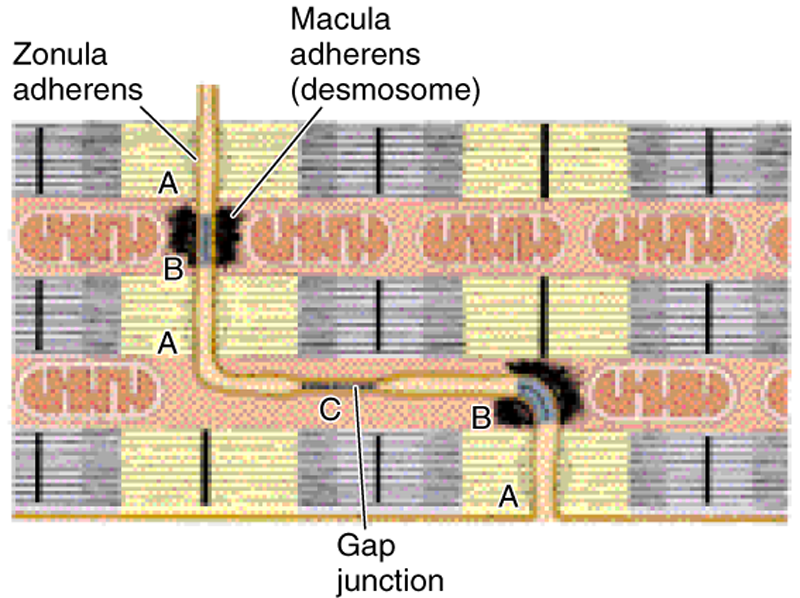 Macula
adherens
(desmosome)
Zonula
adherens
A
B
A
C
B
A
Gap
junction